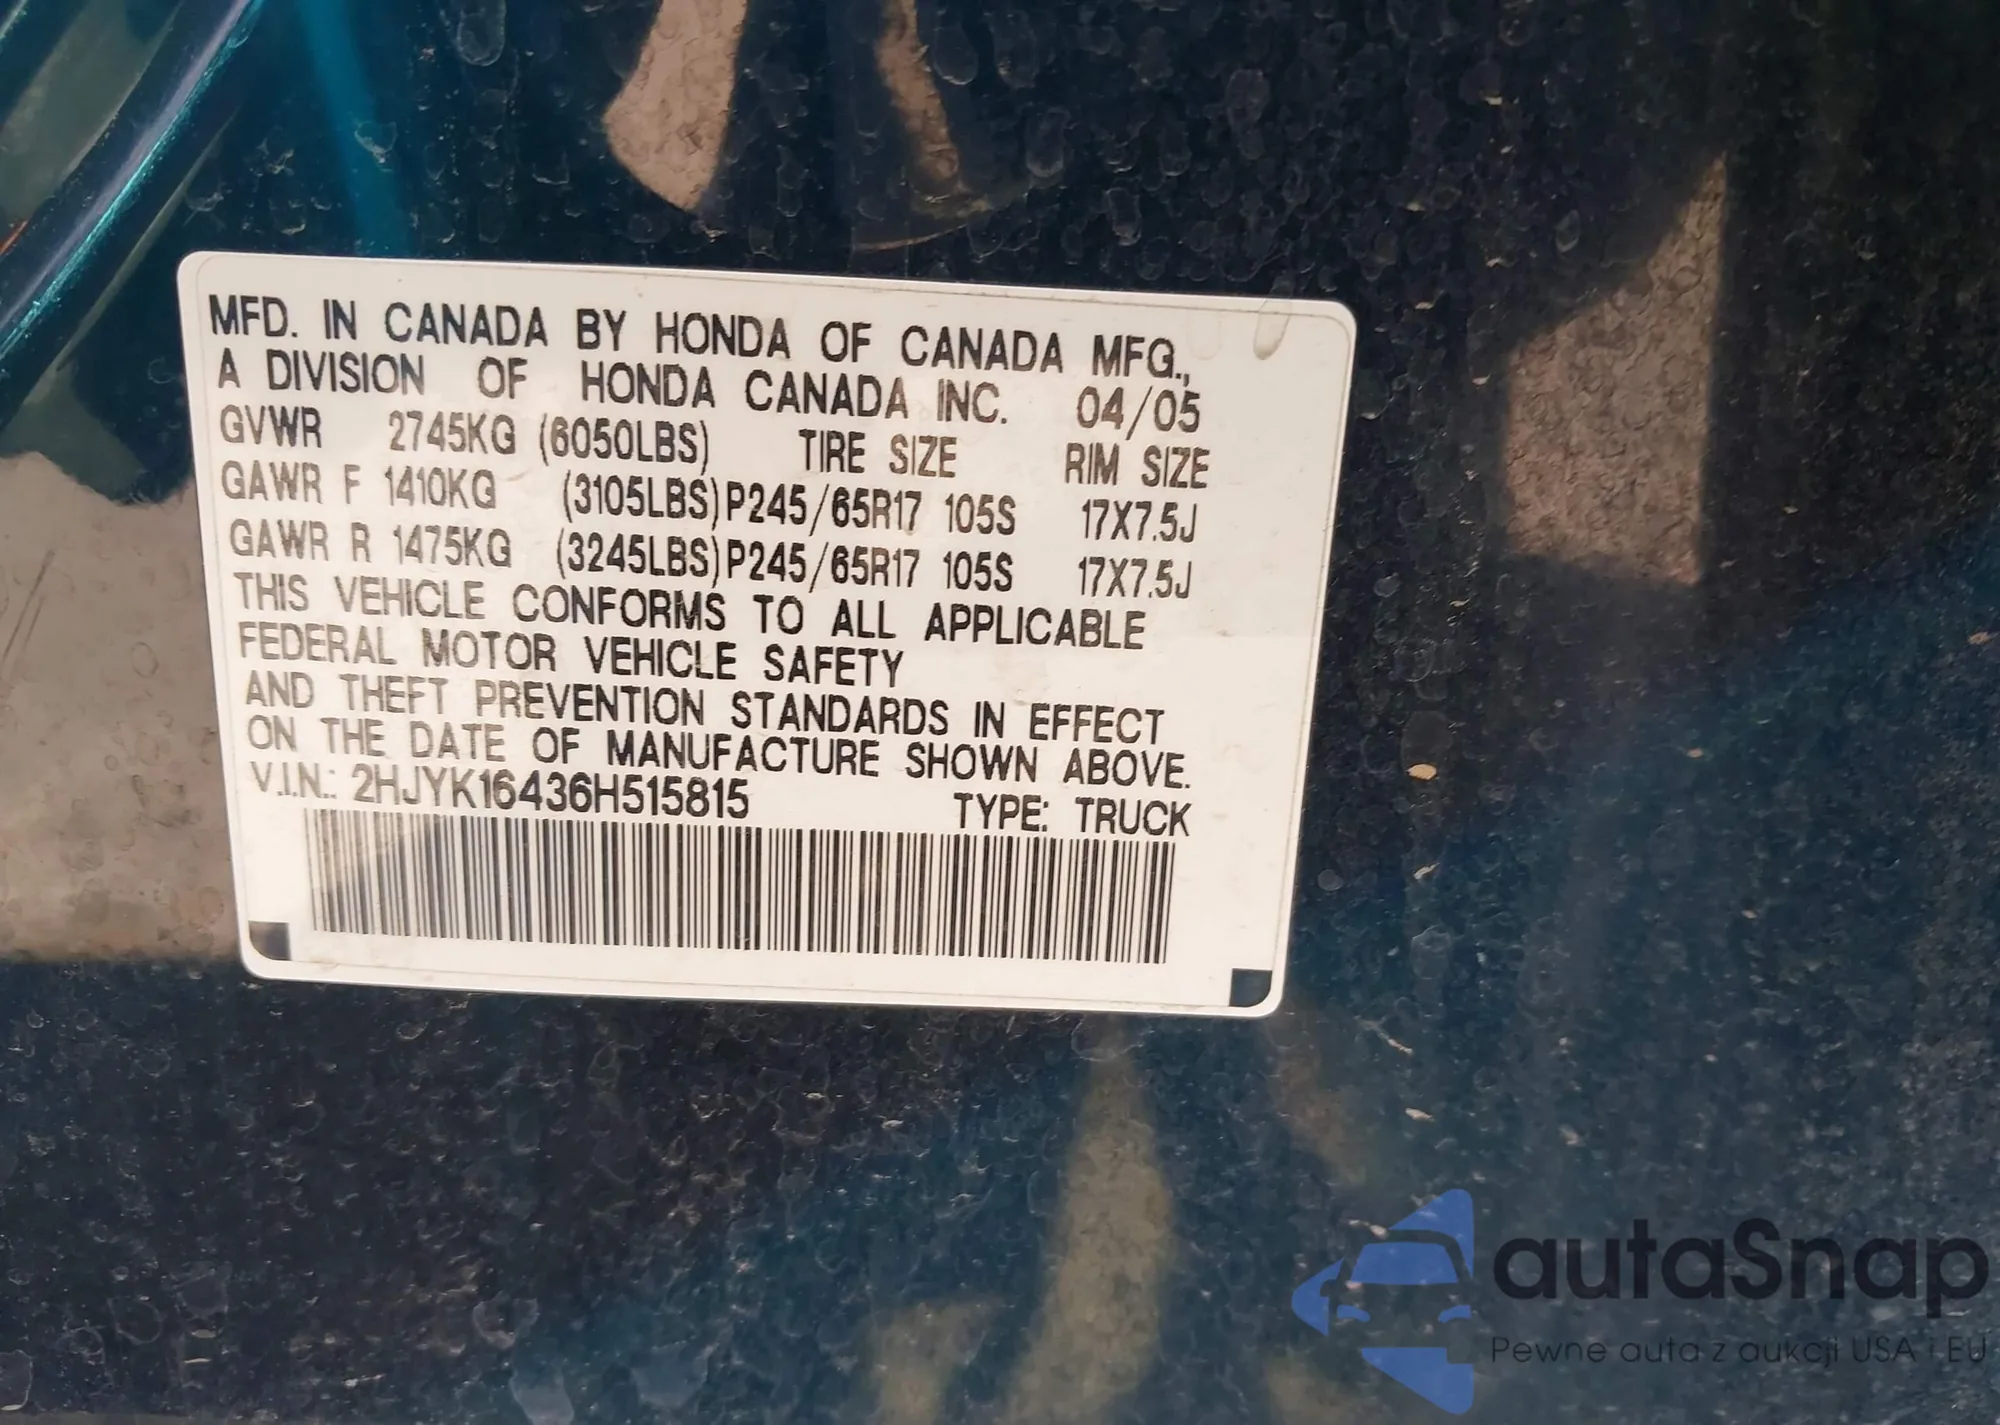 MFD. IN CANADA BY HONDA OF CANADA MFG.,
A DIVISION OF HONDA CANADA INC. 04/05
GVWR 2745KG (6050LBS) TIRE SIZE RIM SIZE
GAWR F 1410KG (3105LBS) P245/65R17 105S 17X7.5J
GAWR R 1475KG (3245LBS) P245/65R17 105S 17X7.5J
THIS VEHICLE CONFORMS TO ALL APPLICABLE
FEDERAL MOTOR VEHICLE SAFETY
AND THEFT PREVENTION STANDARDS IN EFFECT
ON THE DATE OF MANUFACTURE SHOWN ABOVE.
V.I.N.: 2HJYK16436H515815 TYPE: TRUCK
autaSnap
Pewne auta z aukcji USA i EU